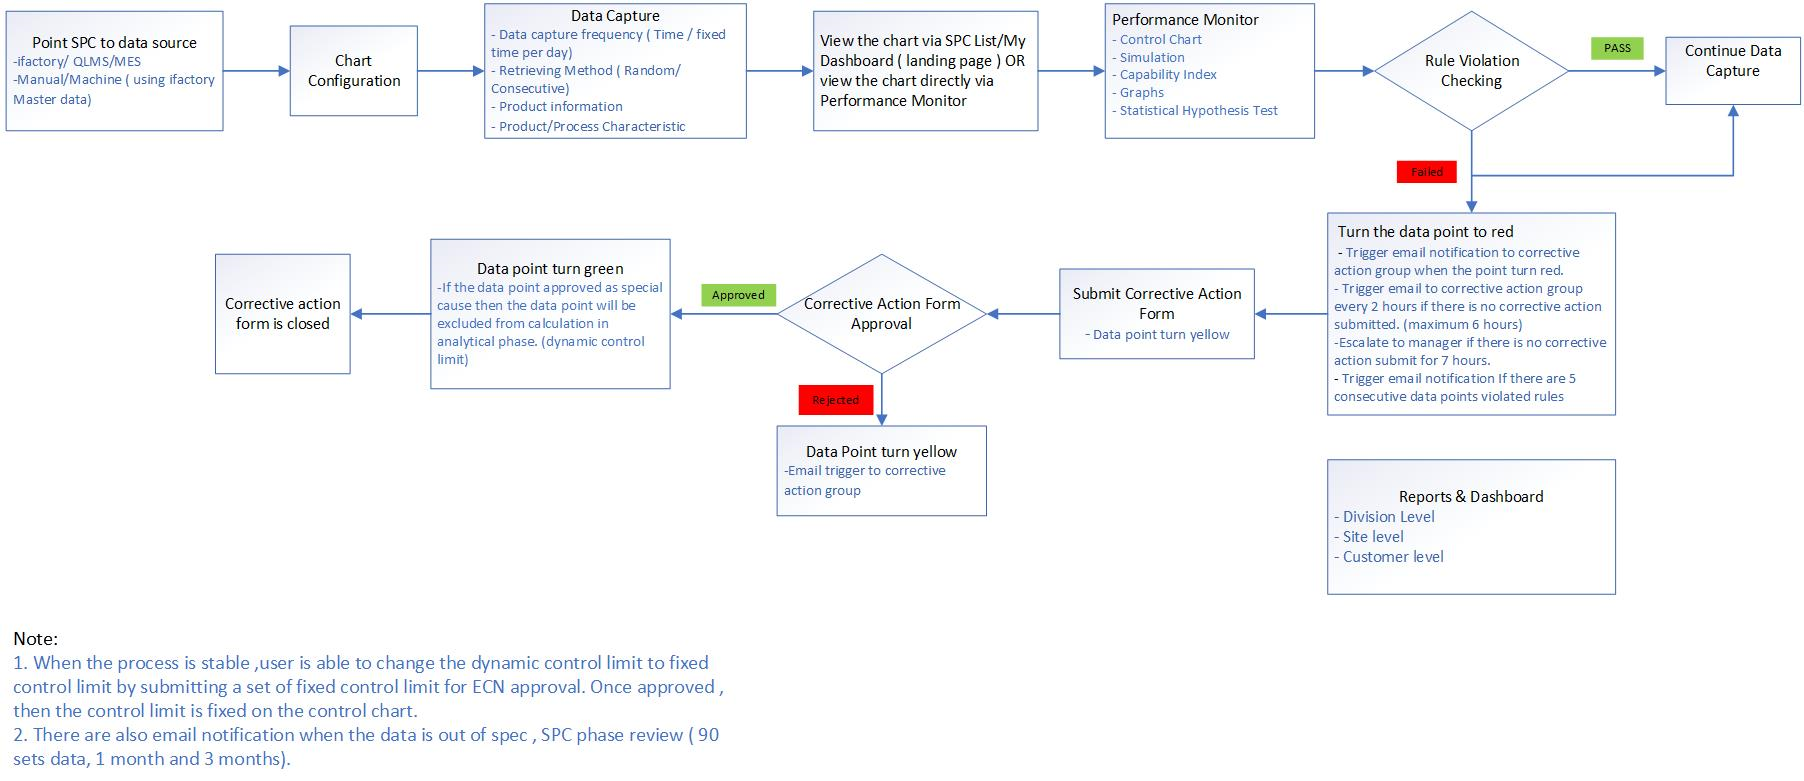 Point SPC to data source
-ifactory/ QLMS/MES
-Manual/Machine ( using ifactory
Master data)
Chart
Configuration
Data Capture
- Data capture frequency ( Time / fixed
time per day)
- Retrieving Method ( Random/
Consecutive)
- Product information
- Product/Process Characteristic
View the chart via SPC List/My
Dashboard ( landing page ) OR
view the chart directly via
Performance Monitor
Performance Monitor
- Control Chart
- Simulation
- Capability Index
- Graphs
- Statistical Hypothesis Test
Rule Violation
Checking
PASS
Continue Data
Capture
Failed
Turn the data point to red
- Trigger email notification to corrective
action group when the point turn red.
- Trigger email to corrective action group
every 2 hours if there is no corrective action
submitted. (maximum 6 hours)
-Escalate to manager if there is no corrective
action submit for 7 hours.
- Trigger email notification If there are 5
consecutive data points violated rules
Submit Corrective Action
Form
- Data point turn yellow
Corrective Action Form
Approval
Approved
Data point turn green
-If the data point approved as special
cause then the data point will be
excluded from calculation in
analytical phase. (dynamic control
limit)
Corrective action
form is closed
Rejected
Data Point turn yellow
-Email trigger to corrective
action group
Reports & Dashboard
- Division Level
- Site level
- Customer level
Note:
1. When the process is stable ,user is able to change the dynamic control limit to fixed
control limit by submitting a set of fixed control limit for ECN approval. Once approved ,
then the control limit is fixed on the control chart.
2. There are also email notification when the data is out of spec , SPC phase review ( 90
sets data, 1 month and 3 months).